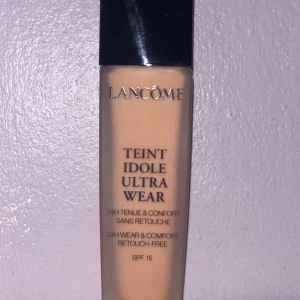 LANCÔME
TEINT
IDOLE
ULTRA
WEAR
24H TENUE & CONFORT
SANS RETOUCHE
24H WEAR & COMFORT
RETOUCH-FREE
SPF 15